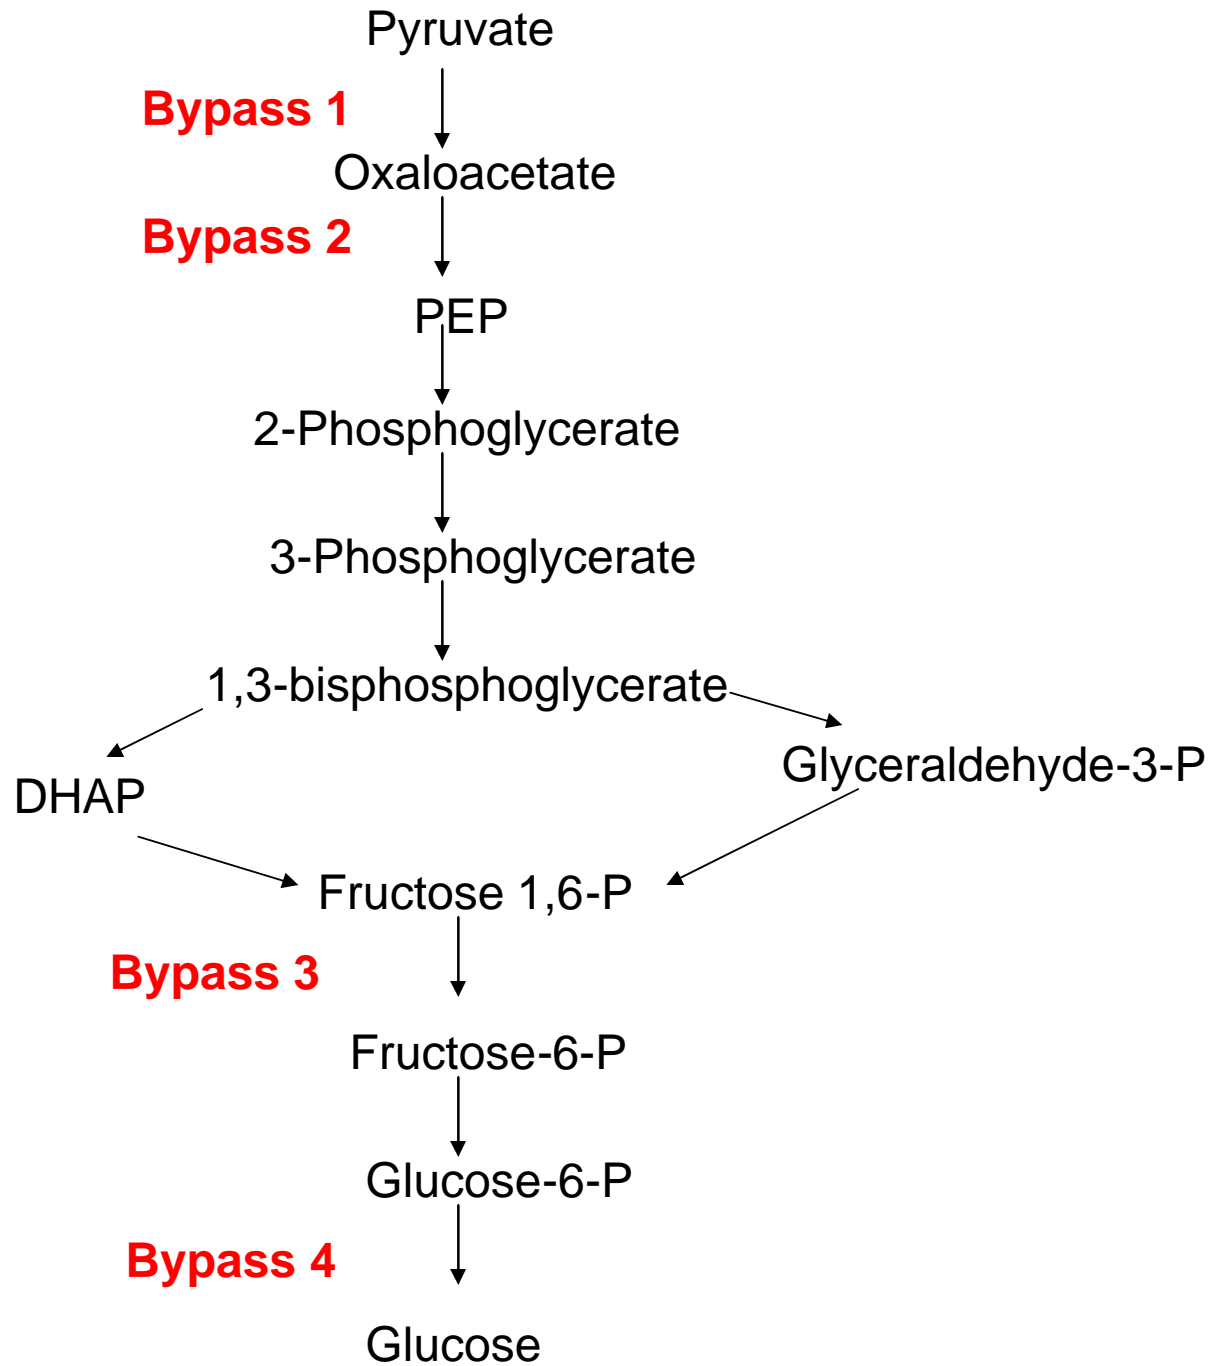 Pyruvate
Bypass 1
Oxaloacetate
Bypass 2
PEP
2-Phosphoglycerate
3-Phosphoglycerate
1,3-bisphosphoglycerate
Glyceraldehyde-3-P
DHAP
Fructose 1,6-P
Bypass 3
Fructose-6-P
Glucose-6-P
Bypass 4
Glucose